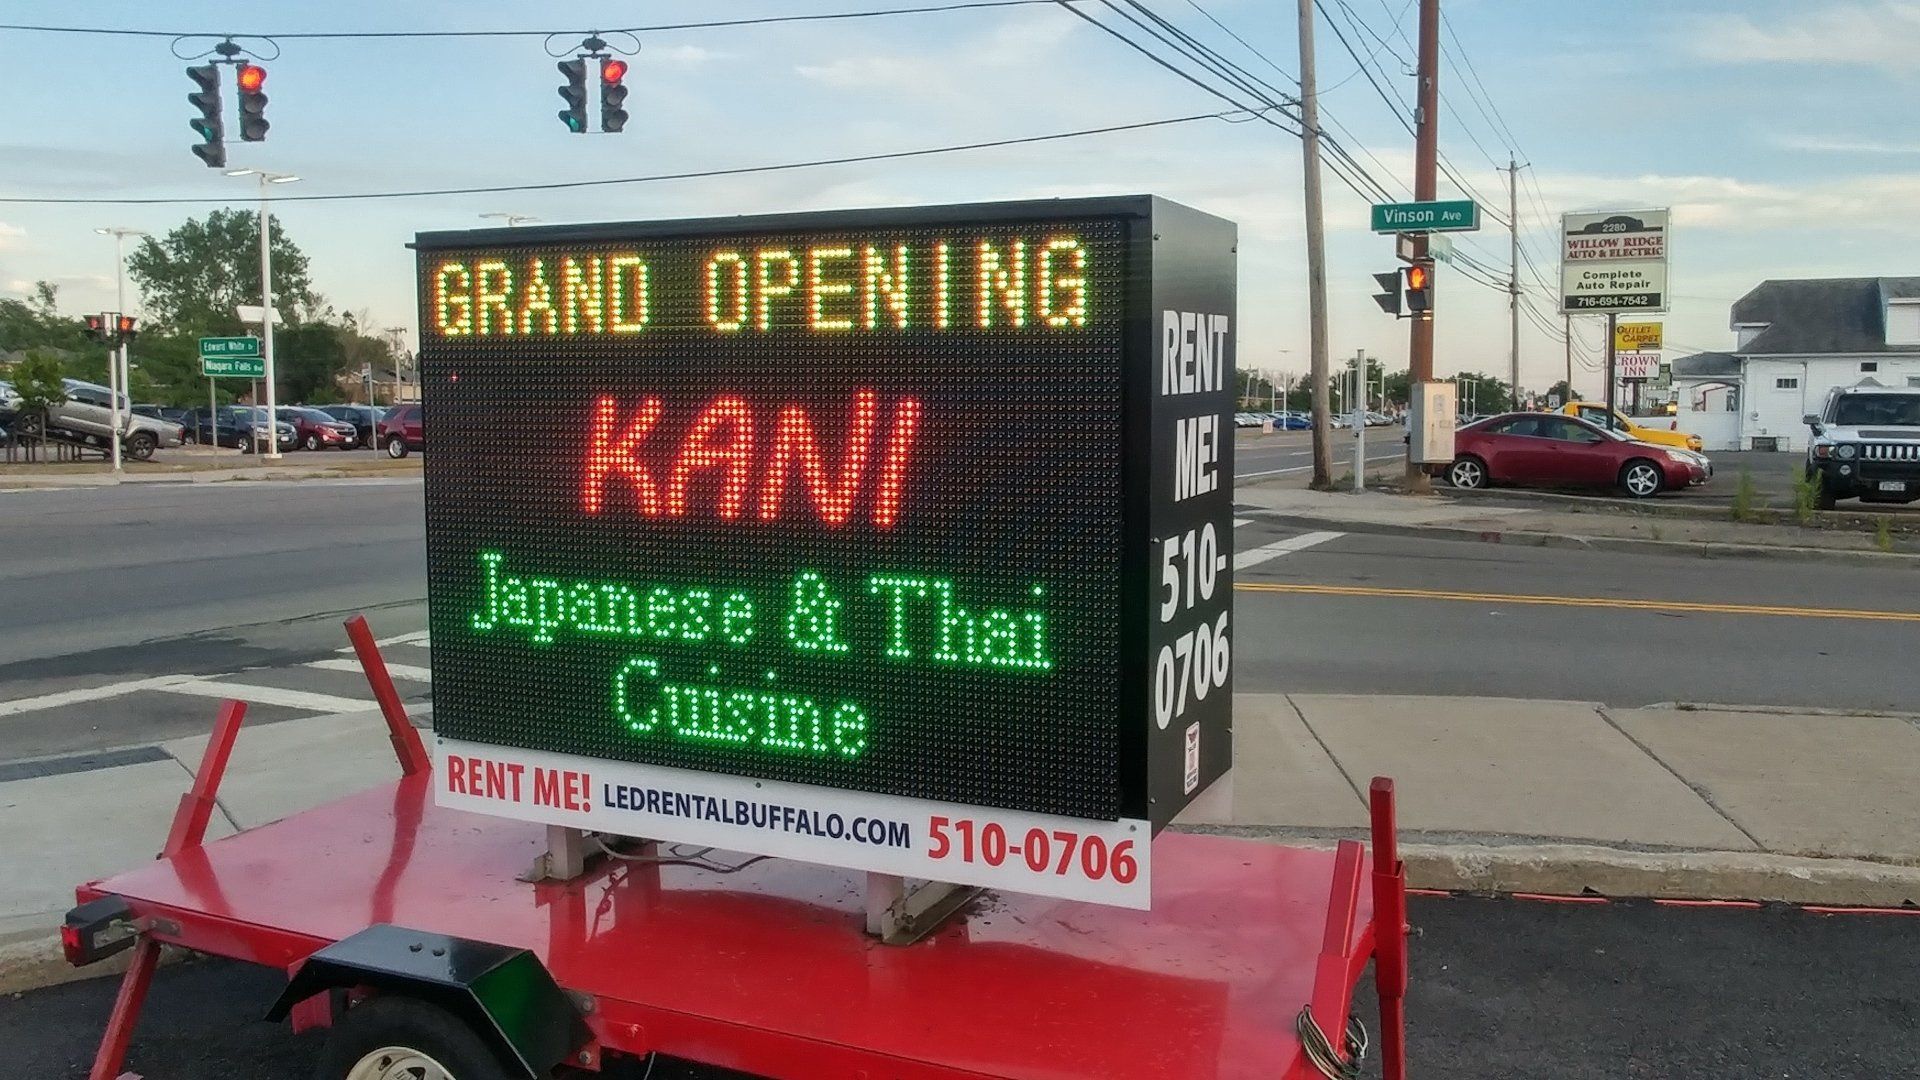 GRAND OPENING
KANI
Japanese & Thai
Cuisine
RENT ME! LEDRENTALBUFFALO.COM 510-0706
RENT
ME!
510-
0706
Vinson Ave
Edward White Dr
Niagara Falls Blvd
2280
WILLOW RIDGE
AUTO & ELECTRIC
Complete
Auto Repair
716-694-7542
OUTLET
CARPET
CROWN
INN